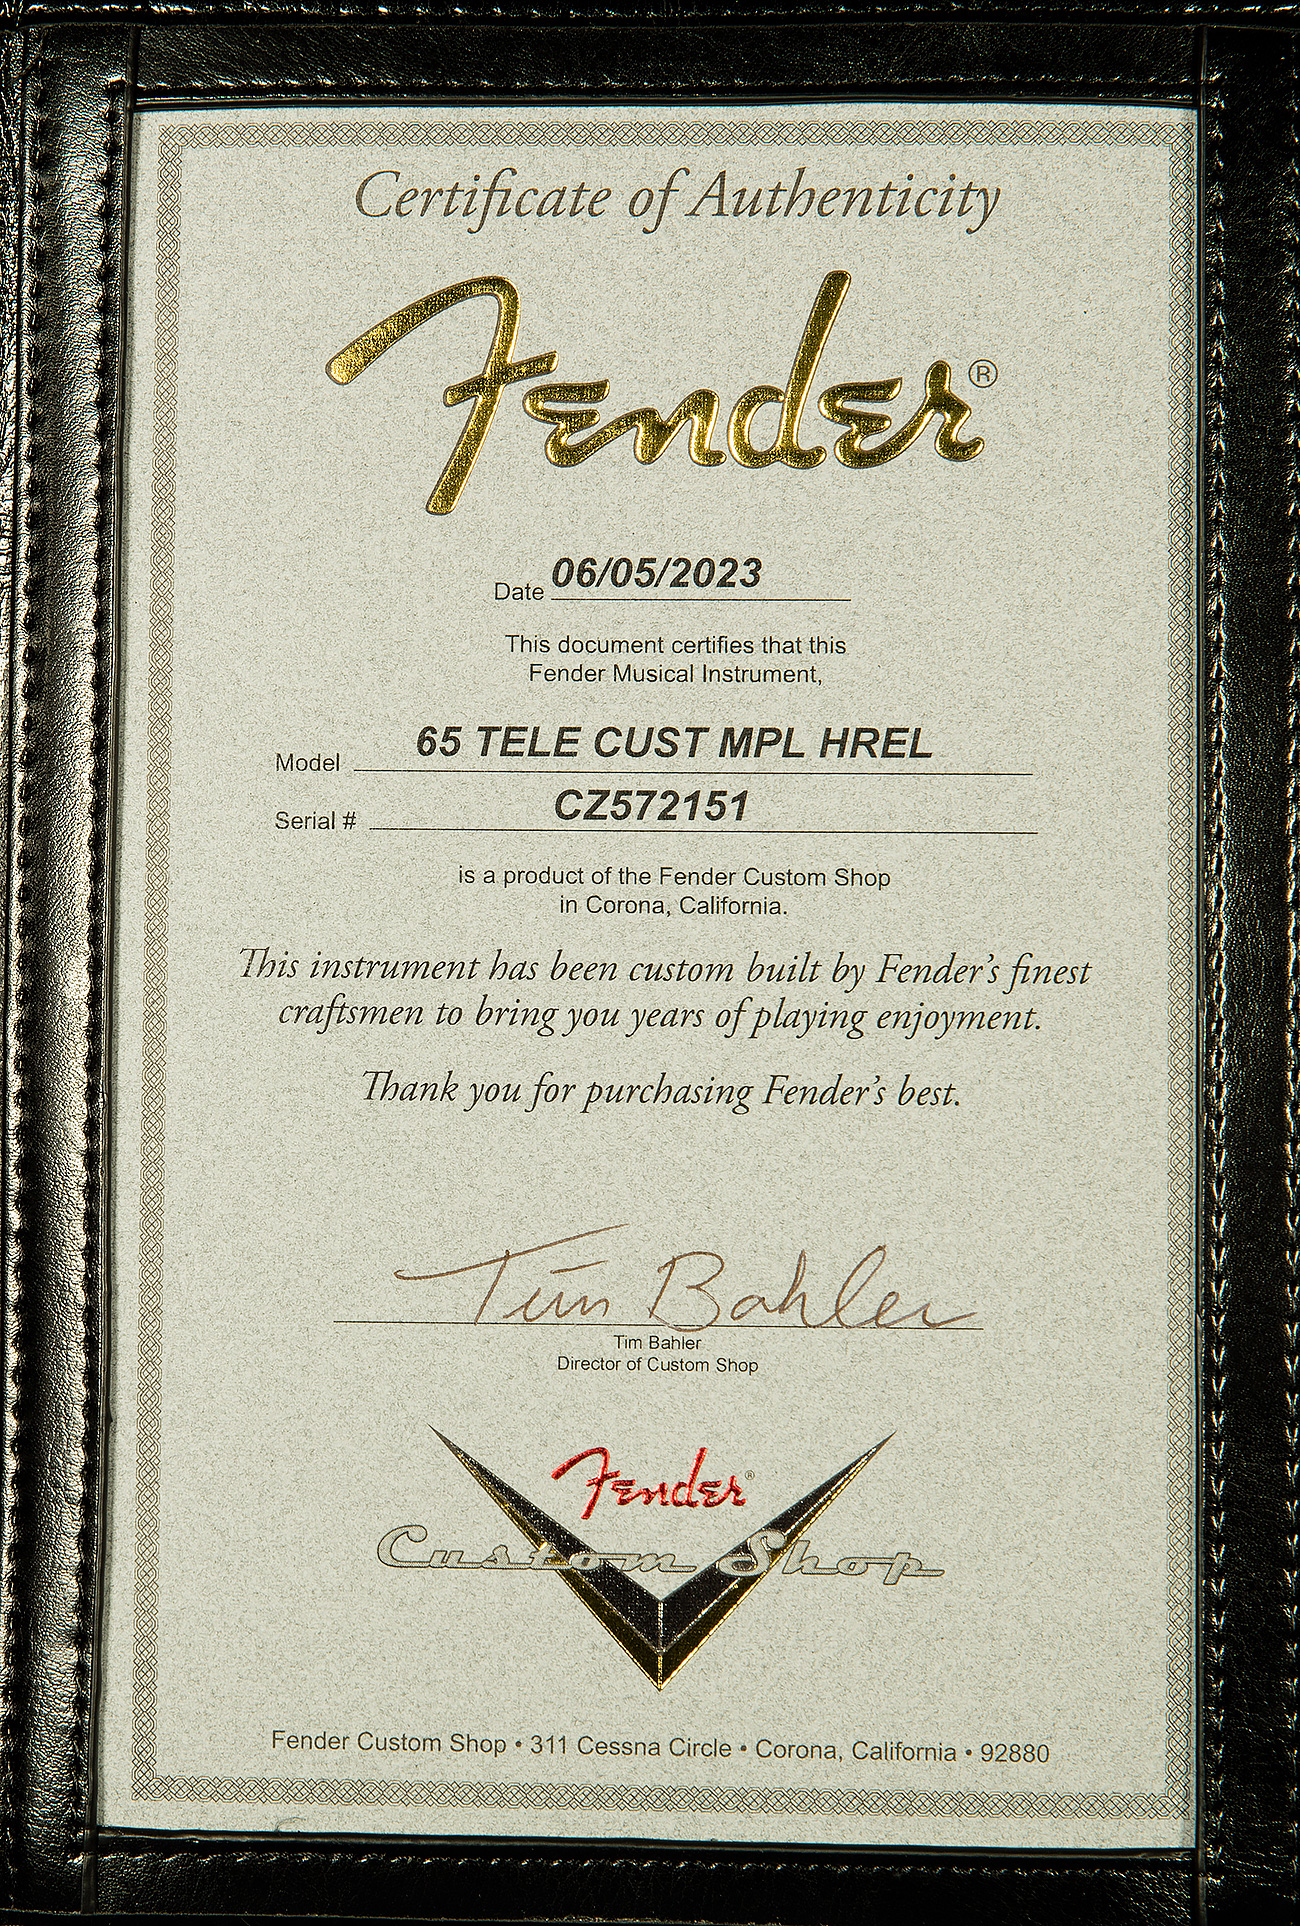 Certificate of Authenticity
Fender®
Date 06/05/2023
This document certifies that this
Fender Musical Instrument,
Model 65 TELE CUST MPL HREL
Serial # CZ572151
is a product of the Fender Custom Shop
in Corona, California.
This instrument has been custom built by Fender's finest
craftsmen to bring you years of playing enjoyment.
Thank you for purchasing Fender's best.
Tim Bahler
Tim Bahler
Director of Custom Shop
Fender®
Custom Shop
Fender Custom Shop • 311 Cessna Circle • Corona, California • 92880